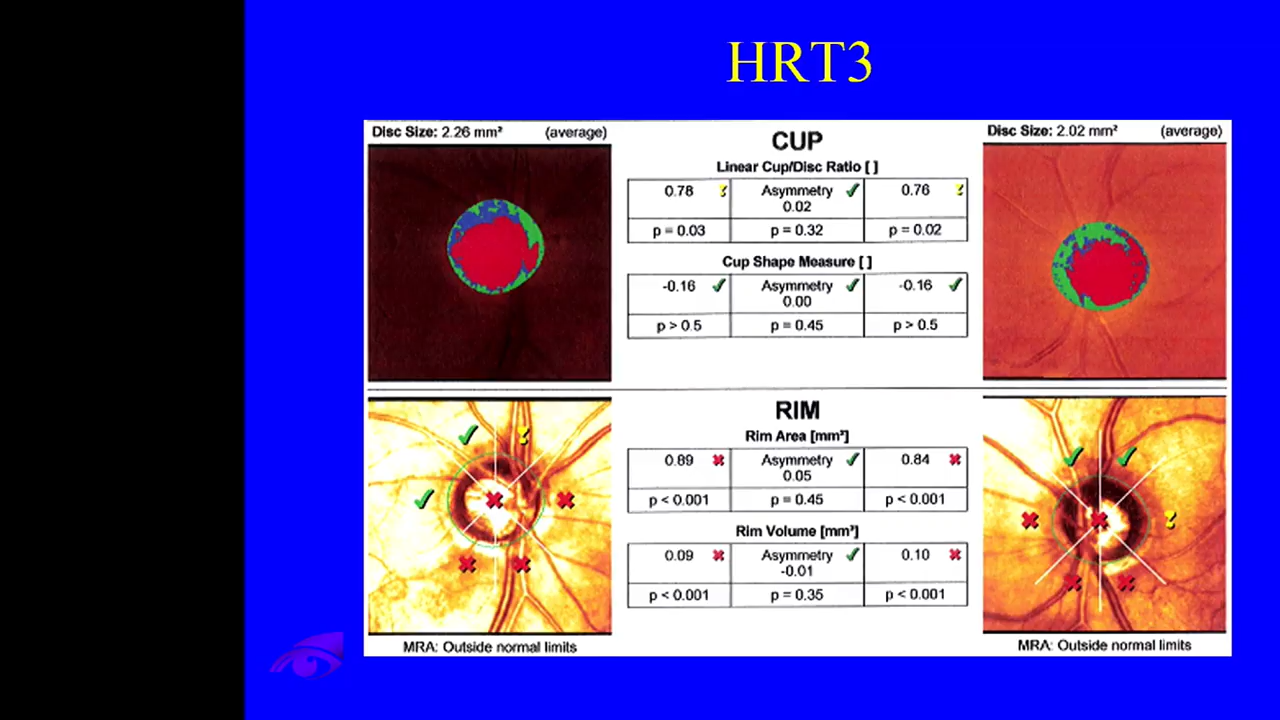 HRT3
Disc Size: 2.26 mm² (average)
CUP
Disc Size: 2.02 mm² (average)
Linear Cup/Disc Ratio [ ]
0.78 Asymmetry 0.76
0.02
p = 0.03 p = 0.32 p = 0.02
Cup Shape Measure [ ]
-0.16 Asymmetry -0.16
0.00
p > 0.5 p = 0.45 p > 0.5
RIM
Rim Area [mm²]
0.89 Asymmetry 0.84
0.05
p < 0.001 p = 0.45 p < 0.001
Rim Volume [mm³]
0.09 Asymmetry 0.10
-0.01
p < 0.001 p = 0.35 p < 0.001
MRA: Outside normal limits
MRA: Outside normal limits